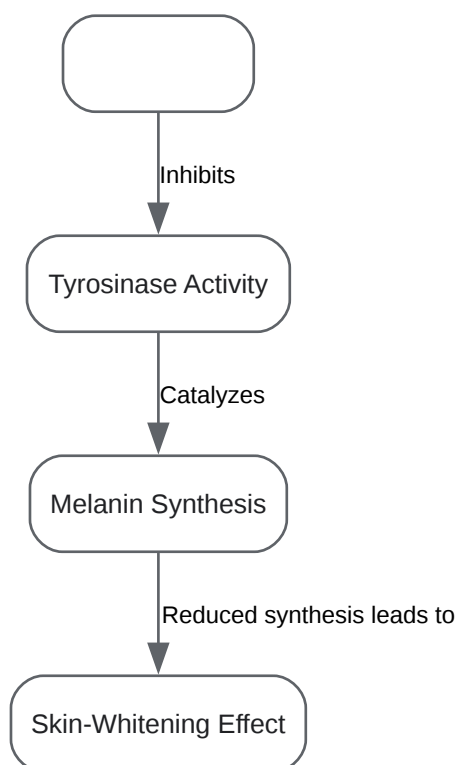 Inhibits
Tyrosinase Activity
Catalyzes
Melanin Synthesis
Reduced synthesis leads to
Skin-Whitening Effect